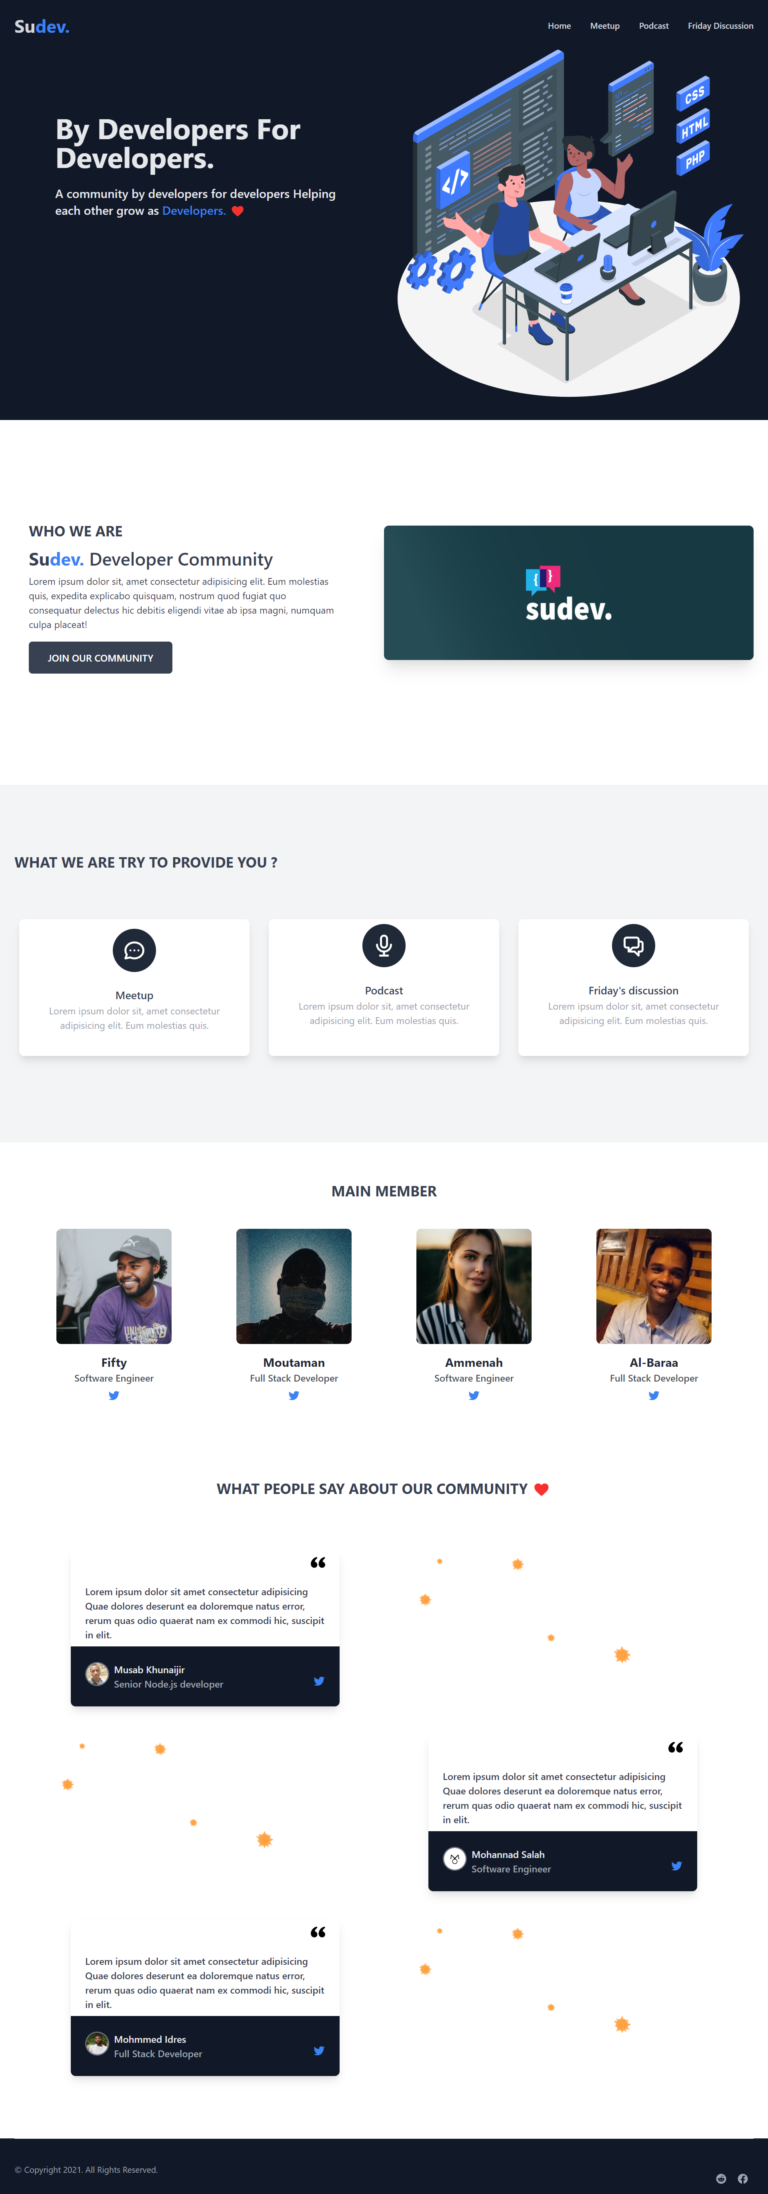 Sudev.
Home
Meetup
Podcast
Friday Discussion
By Developers For
Developers.
A community by developers for developers Helping
each other grow as Developers.
CSS
HTML
PHP
</>
WHO WE ARE
Sudev. Developer Community
Lorem ipsum dolor sit, amet consectetur adipisicing elit. Eum molestias
quis, expedita explicabo quisquam, nostrum quod fugiat quo
consequatur delectus hic debitis eligendi vitae ab ipsa magni, numquam
culpa placeat!
JOIN OUR COMMUNITY
{ }
sudev.
WHAT WE ARE TRY TO PROVIDE YOU ?
Meetup
Lorem ipsum dolor sit, amet consectetur
adipisicing elit. Eum molestias quis.
Podcast
Lorem ipsum dolor sit, amet consectetur
adipisicing elit. Eum molestias quis.
Friday's discussion
Lorem ipsum dolor sit, amet consectetur
adipisicing elit. Eum molestias quis.
MAIN MEMBER
Fifty
Software Engineer
Moutaman
Full Stack Developer
Ammenah
Software Engineer
Al-Baraa
Full Stack Developer
WHAT PEOPLE SAY ABOUT OUR COMMUNITY
“
Lorem ipsum dolor sit amet consectetur adipisicing
Quae dolores deserunt ea doloremque natus error,
rerum quas odio quaerat nam ex commodi hic, suscipit
in elit.
Musab Khunaijir
Senior Node.js developer
“
Lorem ipsum dolor sit amet consectetur adipisicing
Quae dolores deserunt ea doloremque natus error,
rerum quas odio quaerat nam ex commodi hic, suscipit
in elit.
Mohannad Salah
Software Engineer
“
Lorem ipsum dolor sit amet consectetur adipisicing
Quae dolores deserunt ea doloremque natus error,
rerum quas odio quaerat nam ex commodi hic, suscipit
in elit.
Mohmmed Idres
Full Stack Developer
© Copyright 2021. All Rights Reserved.